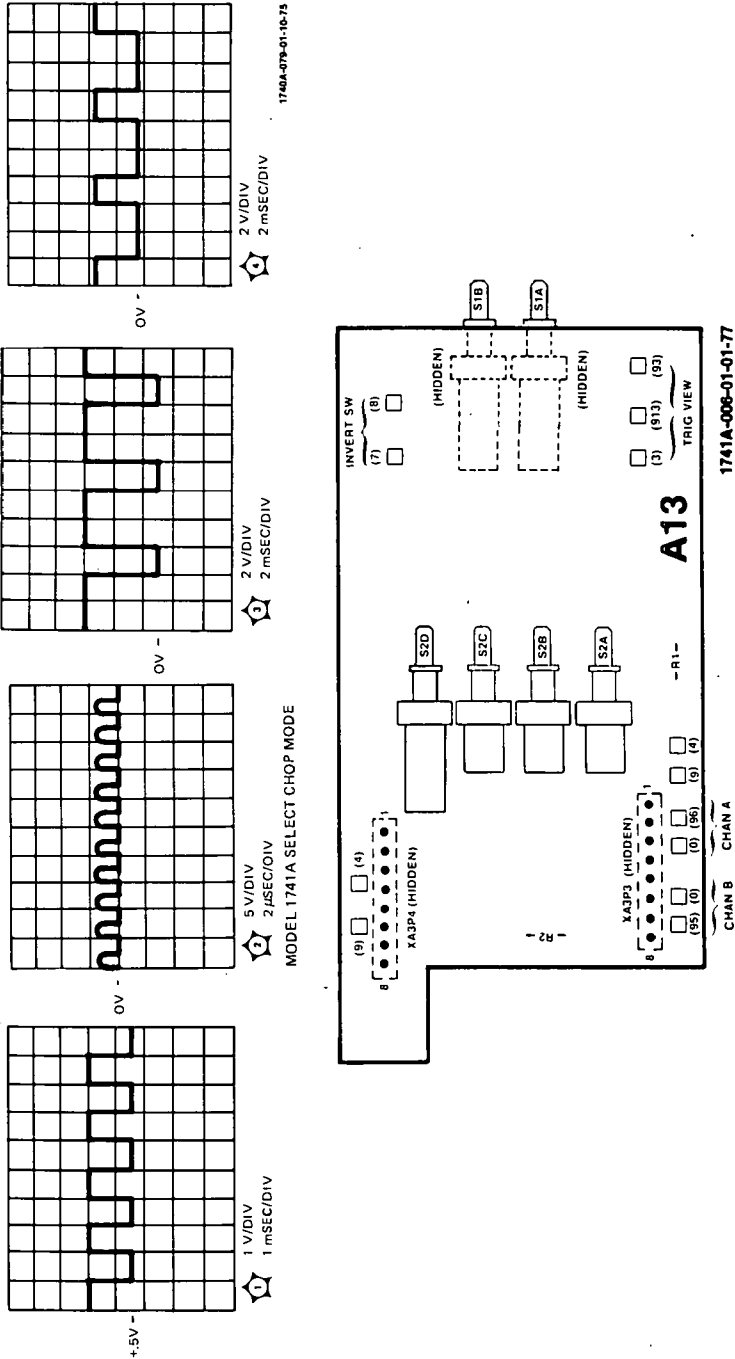 +.5V -
1
1 V/DIV
1 mSEC/DIV
0V -
2
5 V/DIV
2 µSEC/DIV
MODEL 1741A SELECT CHOP MODE
0V -
3
2 V/DIV
2 mSEC/DIV
0V -
4
2 V/DIV
2 mSEC/DIV
1740A-079-01-10-75
INVERT SW
(7) (8)
(HIDDEN)
S1B
S1A
(HIDDEN)
(3) (913) (93)
TRIG VIEW
A13
S2D
S2C
S2B
S2A
- R1 -
(9) (4)
8 1
XA3P4 (HIDDEN)
- R2 -
XA3P3 (HIDDEN)
8 1
(95) (0) (0) (96) (9) (4)
CHAN B CHAN A
1741A-006-01-01-77